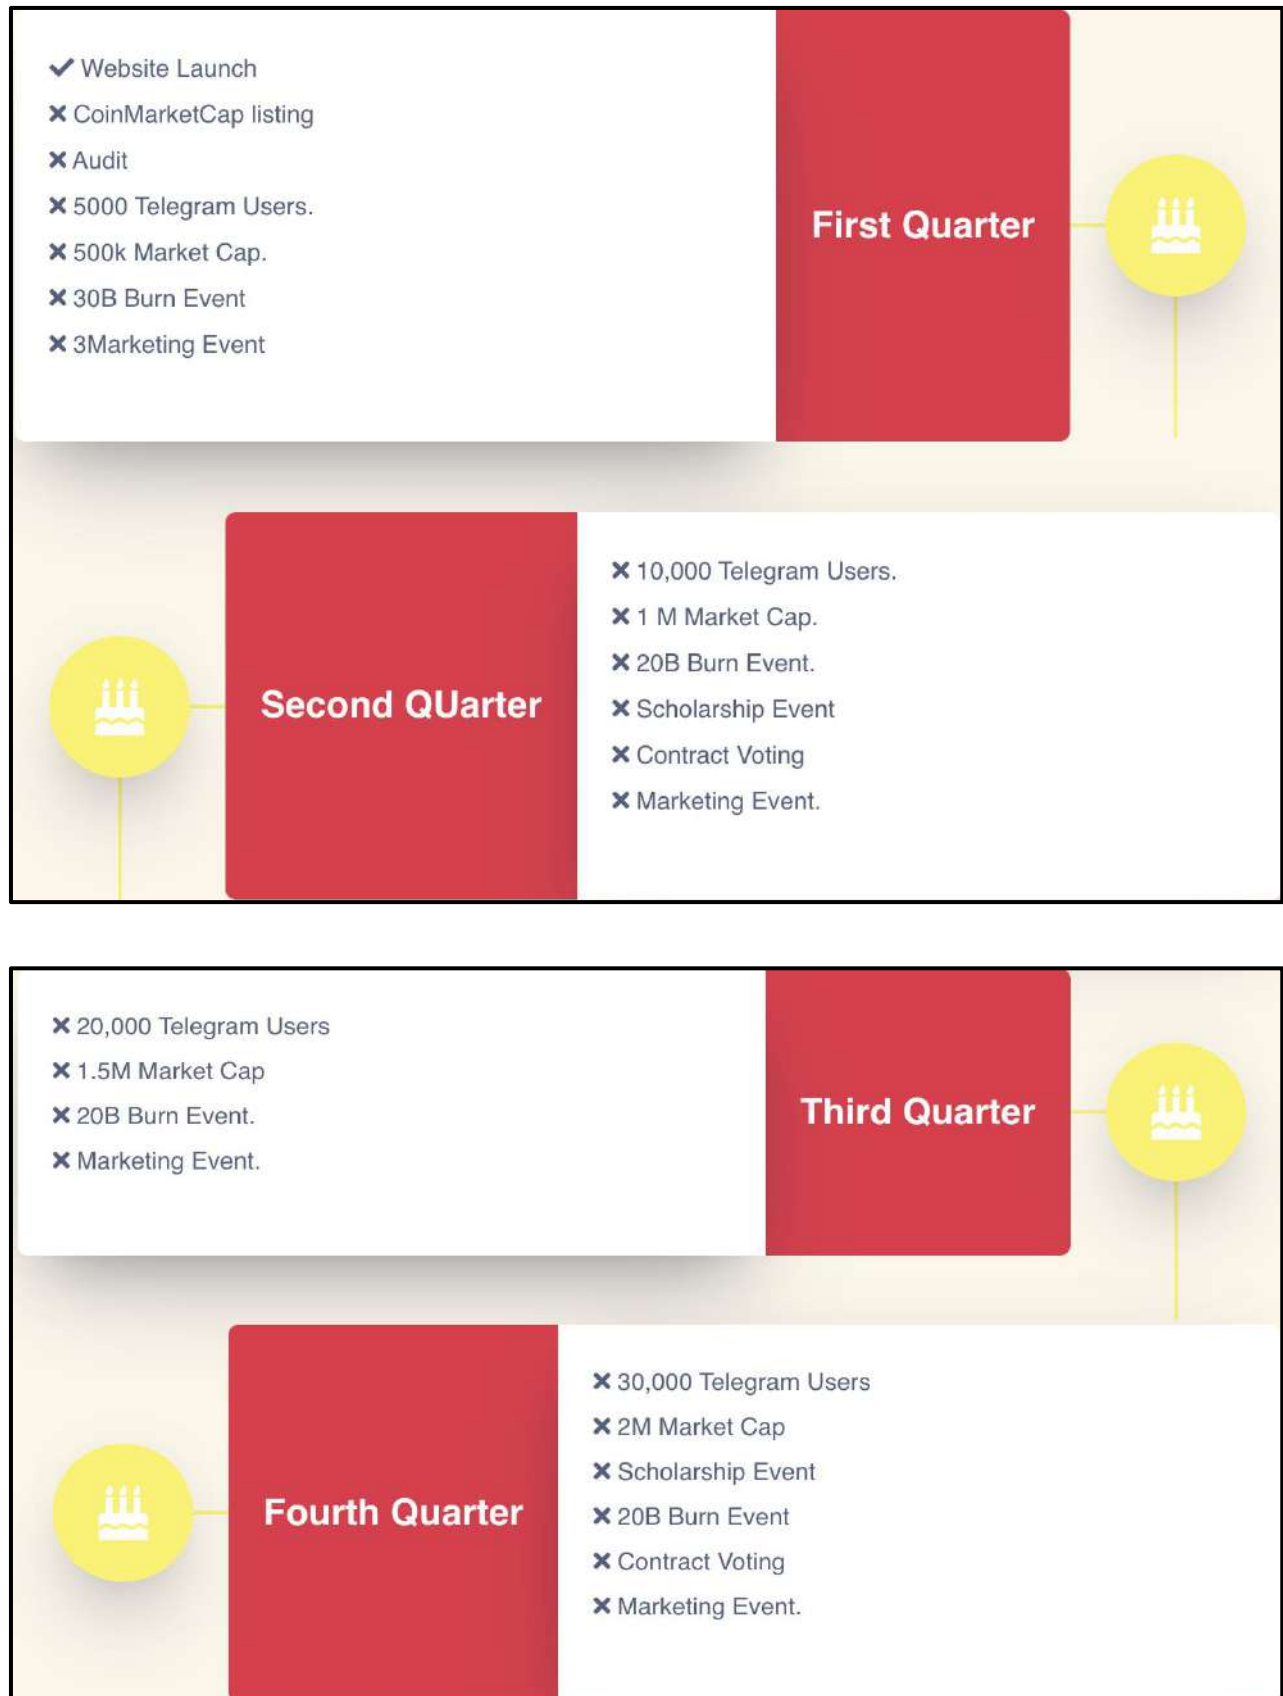 ✔ Website Launch
✖ CoinMarketCap listing
✖ Audit
✖ 5000 Telegram Users.
✖ 500k Market Cap.
✖ 30B Burn Event
✖ 3Marketing Event
First Quarter
Second QUarter
✖ 10,000 Telegram Users.
✖ 1 M Market Cap.
✖ 20B Burn Event.
✖ Scholarship Event
✖ Contract Voting
✖ Marketing Event.
✖ 20,000 Telegram Users
✖ 1.5M Market Cap
✖ 20B Burn Event.
✖ Marketing Event.
Third Quarter
Fourth Quarter
✖ 30,000 Telegram Users
✖ 2M Market Cap
✖ Scholarship Event
✖ 20B Burn Event
✖ Contract Voting
✖ Marketing Event.